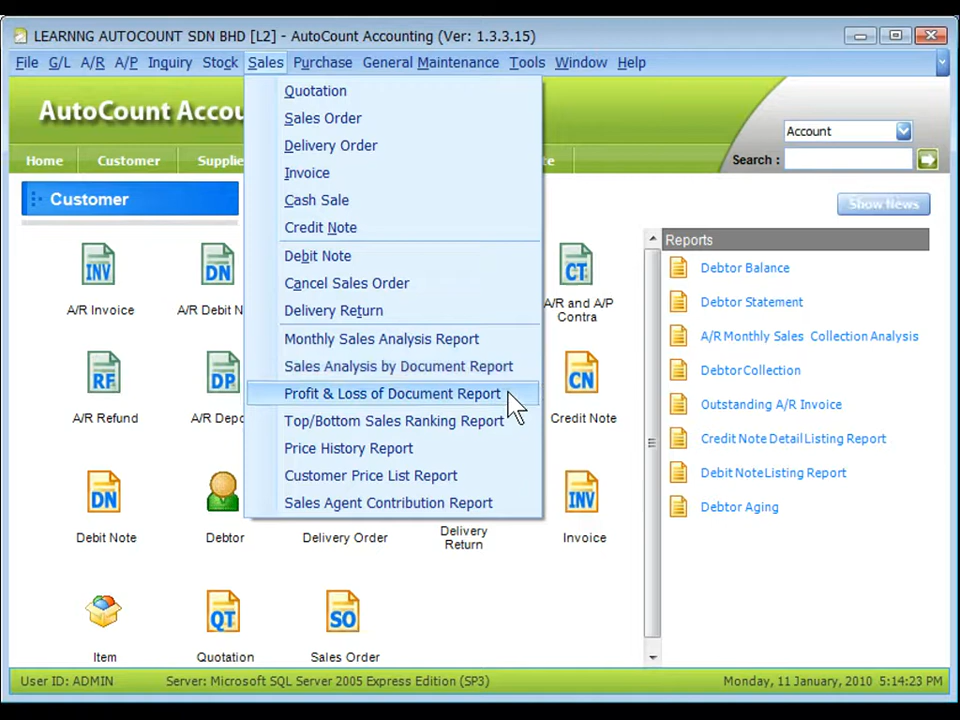 LEARNNG AUTOCOUNT SDN BHD [L2] - AutoCount Accounting (Ver: 1.3.3.15)
File G/L A/R A/P Inquiry Stock Sales Purchase General Maintenance Tools Window Help
AutoCount Accou
Account
Home Customer Supplie
Search :
Customer
Show News
Quotation
Sales Order
Delivery Order
Invoice
Cash Sale
Credit Note
Debit Note
Cancel Sales Order
Delivery Return
Monthly Sales Analysis Report
Sales Analysis by Document Report
Profit & Loss of Document Report
Top/Bottom Sales Ranking Report
Price History Report
Customer Price List Report
Sales Agent Contribution Report
INV
DN
CT
A/R Invoice
A/R Debit N
A/R and A/P
Contra
RF
DP
CN
A/R Refund
A/R Depo
Credit Note
DN
INV
Debit Note
Debtor
Delivery Order
Delivery
Return
Invoice
QT
SO
Item
Quotation
Sales Order
Reports
Debtor Balance
Debtor Statement
A/R Monthly Sales Collection Analysis
Debtor Collection
Outstanding A/R Invoice
Credit Note Detail Listing Report
Debit Note Listing Report
Debtor Aging
User ID: ADMIN
Server: Microsoft SQL Server 2005 Express Edition (SP3)
Monday, 11 January, 2010 5:14:23 PM